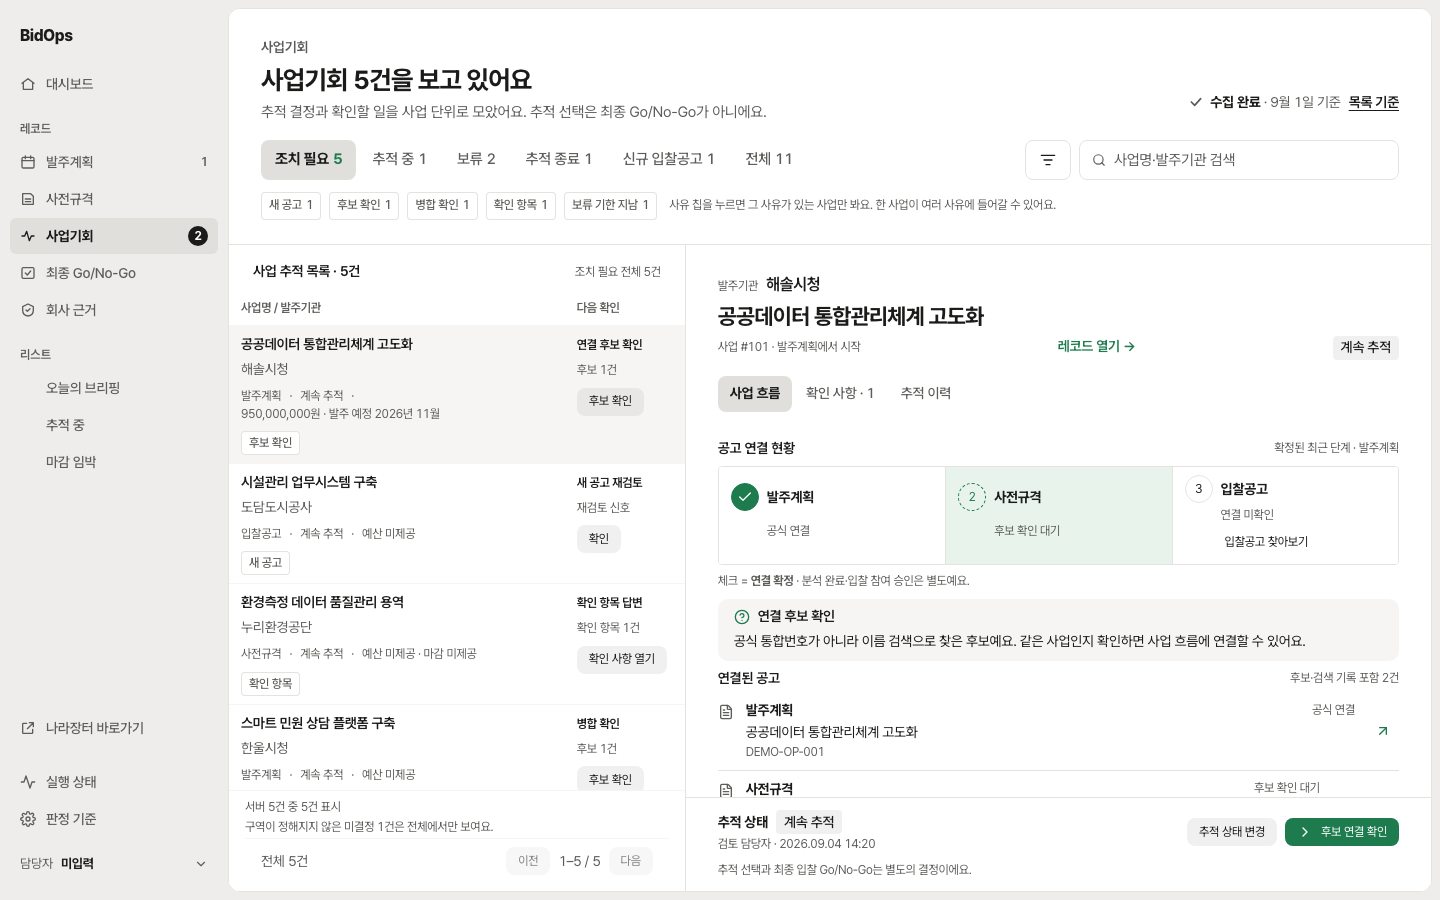 BidOps
대시보드
레코드
발주계획 1
사전규격
사업기회 2
최종 Go/No-Go
회사 근거
리스트
오늘의 브리핑
추적 중
마감 임박
나라장터 바로가기
실행 상태
판정 기준
담당자 미입력
사업기회
사업기회 5건을 보고 있어요
추적 결정과 확인할 일을 사업 단위로 모았어요. 추적 선택은 최종 Go/No-Go가 아니에요.
수집 완료 · 9월 1일 기준 목록 기준
조치 필요 5 추적 중 1 보류 2 추적 종료 1 신규 입찰공고 1 전체 11
사업명·발주기관 검색
새 공고 1 후보 확인 1 병합 확인 1 확인 항목 1 보류 기한 지남 1 사유 칩을 누르면 그 사유가 있는 사업만 봐요. 한 사업이 여러 사유에 들어갈 수 있어요.
사업 추적 목록 · 5건 조치 필요 전체 5건
사업명 / 발주기관 다음 확인
공공데이터 통합관리체계 고도화 연결 후보 확인
해솔시청 후보 1건
발주계획 · 계속 추적 ·
950,000,000원 · 발주 예정 2026년 11월
후보 확인
후보 확인
시설관리 업무시스템 구축 새 공고 재검토
도담도시공사 재검토 신호
입찰공고 · 계속 추적 · 예산 미제공 확인
새 공고
환경측정 데이터 품질관리 용역 확인 항목 답변
누리환경공단 확인 항목 1건
사전규격 · 계속 추적 · 예산 미제공 · 마감 미제공 확인 사항 열기
확인 항목
스마트 민원 상담 플랫폼 구축 병합 확인
한울시청 후보 1건
발주계획 · 계속 추적 · 예산 미제공 후보 확인
서버 5건 중 5건 표시
구역이 정해지지 않은 미결정 1건은 전체에서만 보여요.
전체 5건 이전 1–5 / 5 다음
발주기관 해솔시청
공공데이터 통합관리체계 고도화
사업 #101 · 발주계획에서 시작 레코드 열기 → 계속 추적
사업 흐름 확인 사항 · 1 추적 이력
공고 연결 현황 확정된 최근 단계 · 발주계획
발주계획
공식 연결
2 사전규격
후보 확인 대기
3 입찰공고
연결 미확인
입찰공고 찾아보기
체크 = 연결 확정 · 분석 완료·입찰 참여 승인은 별도예요.
연결 후보 확인
공식 통합번호가 아니라 이름 검색으로 찾은 후보예요. 같은 사업인지 확인하면 사업 흐름에 연결할 수 있어요.
연결된 공고 후보·검색 기록 포함 2건
발주계획 공식 연결
공공데이터 통합관리체계 고도화
DEMO-OP-001
사전규격 후보 확인 대기
추적 상태 계속 추적
검토 담당자 · 2026.09.04 14:20
추적 상태 변경 후보 연결 확인
추적 선택과 최종 입찰 Go/No-Go는 별도의 결정이에요.